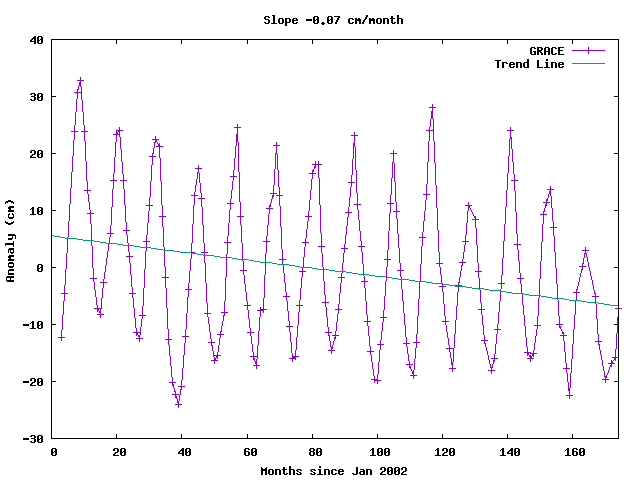 Slope -0.07 cm/month
GRACE
Trend Line
Anomaly (cm)
40
30
20
10
0
-10
-20
-30
0 20 40 60 80 100 120 140 160
Months since Jan 2002